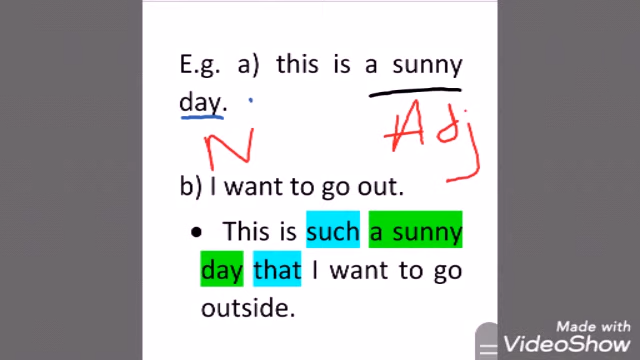 E.g. a) this is a sunny
day.
N
Adj
b) I want to go out.
• This is such a sunny
day that I want to go
outside.
Made with
VideoShow